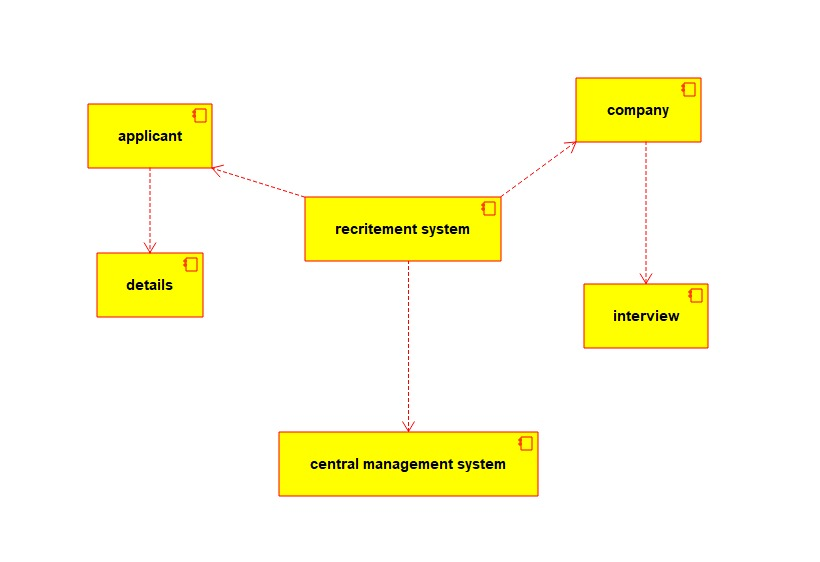 company
applicant
recritement system
details
interview
central management system